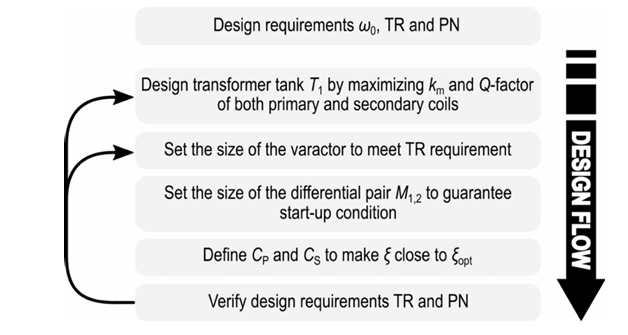 Design requirements ω₀, TR and PN
Design transformer tank T₁ by maximizing kₘ and Q-factor
of both primary and secondary coils
Set the size of the varactor to meet TR requirement
Set the size of the differential pair M₁,₂ to guarantee
start-up condition
Define C_P and C_S to make ξ close to ξ_opt
Verify design requirements TR and PN
DESIGN FLOW